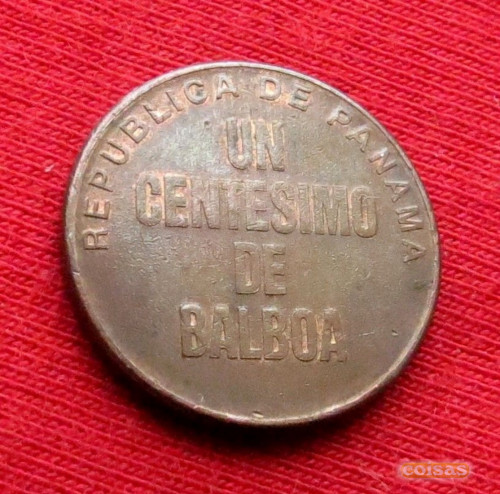 REPUBLICA DE PANAMA
UN
CENTESIMO
DE
BALBOA
coisas